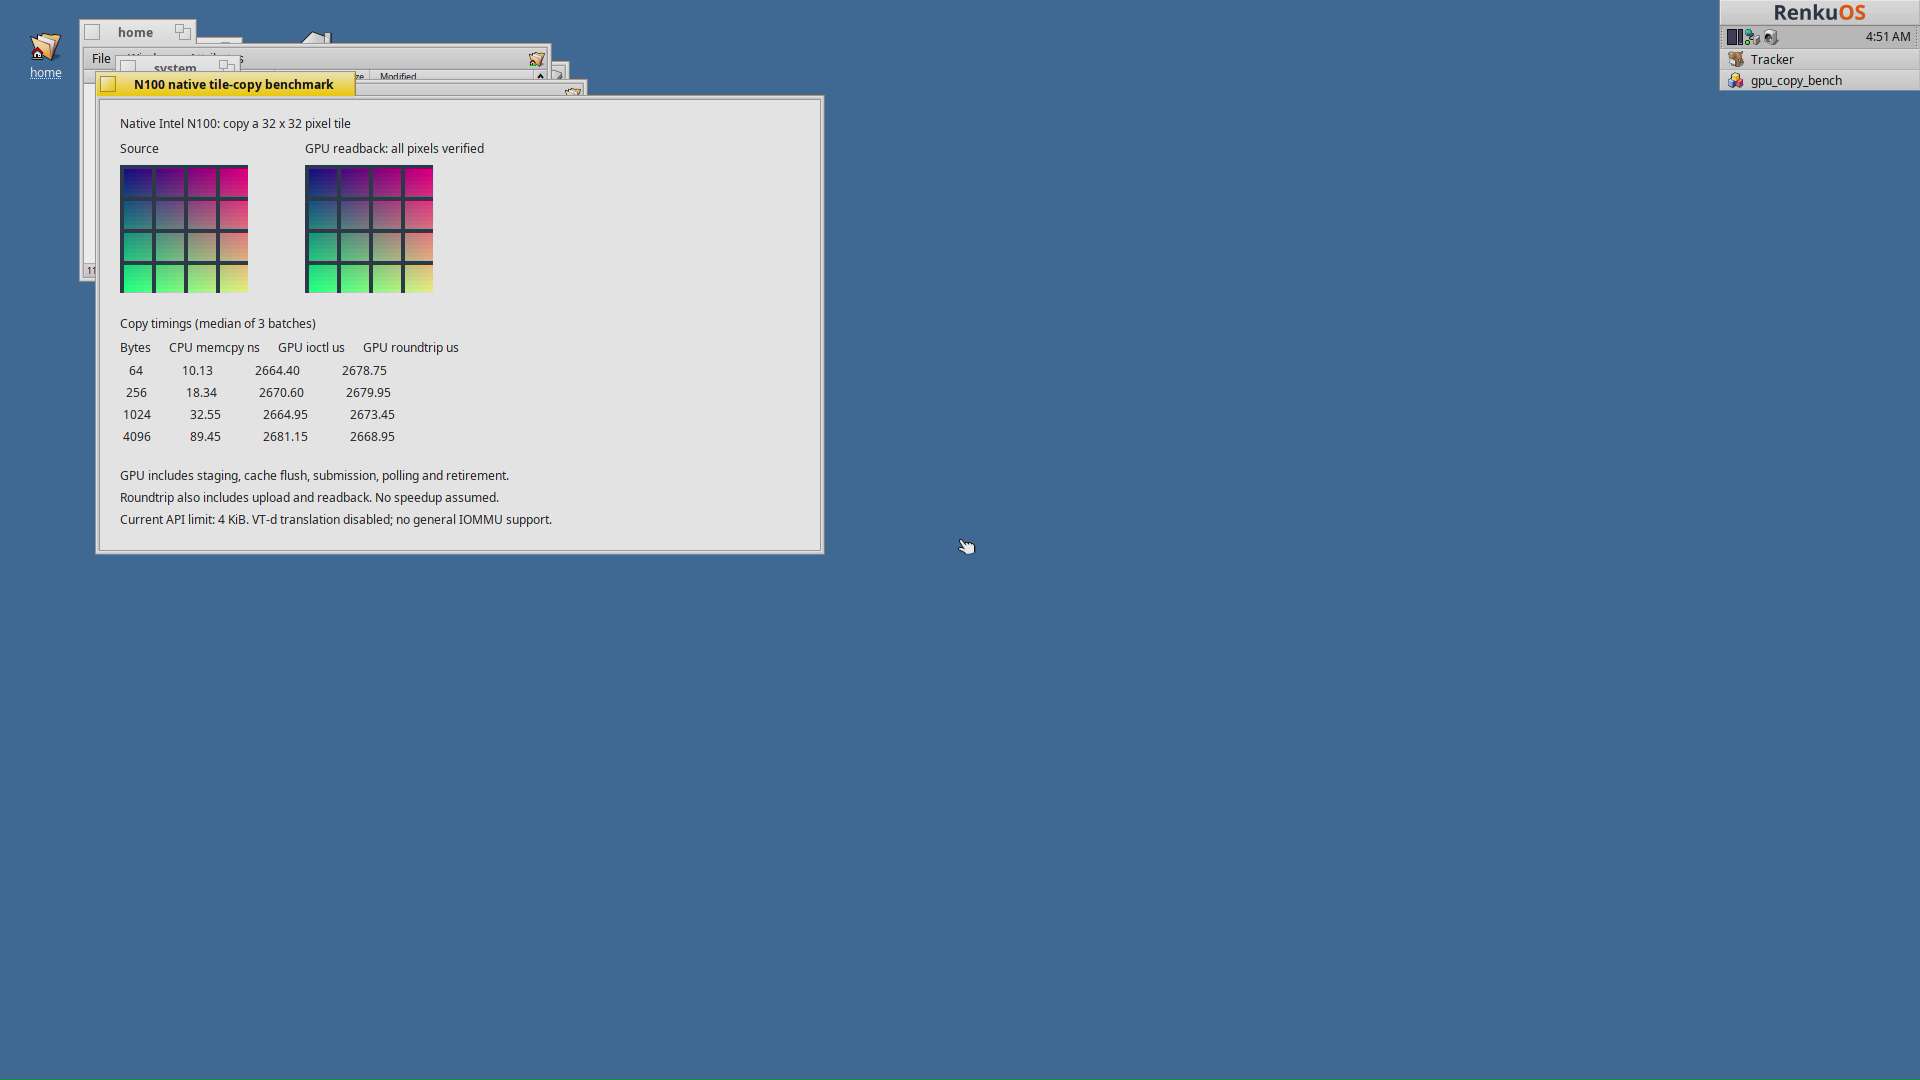 RenkuOS
4:51 AM
Tracker
gpu_copy_bench
home
home
File
system
Modified
N100 native tile-copy benchmark
Native Intel N100: copy a 32 x 32 pixel tile
Source GPU readback: all pixels verified
Copy timings (median of 3 batches)
Bytes CPU memcpy ns GPU ioctl us GPU roundtrip us
64 10.13 2664.40 2678.75
256 18.34 2670.60 2679.95
1024 32.55 2664.95 2673.45
4096 89.45 2681.15 2668.95
GPU includes staging, cache flush, submission, polling and retirement.
Roundtrip also includes upload and readback. No speedup assumed.
Current API limit: 4 KiB. VT-d translation disabled; no general IOMMU support.